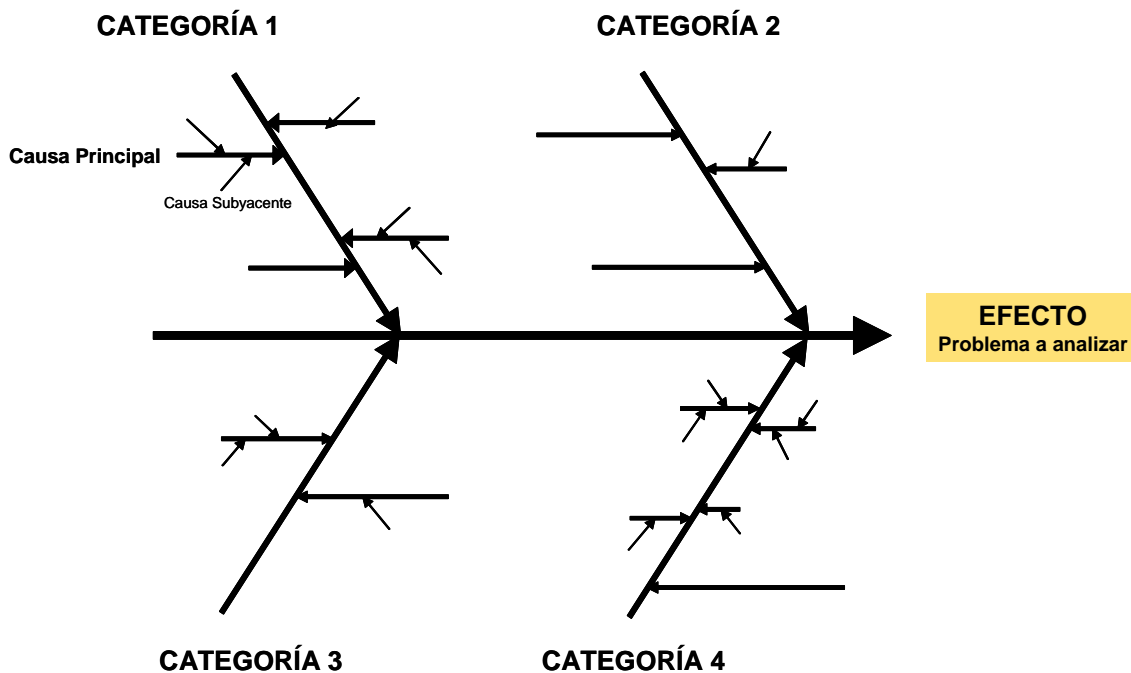 CATEGORÍA 1
CATEGORÍA 2
Causa Principal
Causa Subyacente
EFECTO
Problema a analizar
CATEGORÍA 3
CATEGORÍA 4